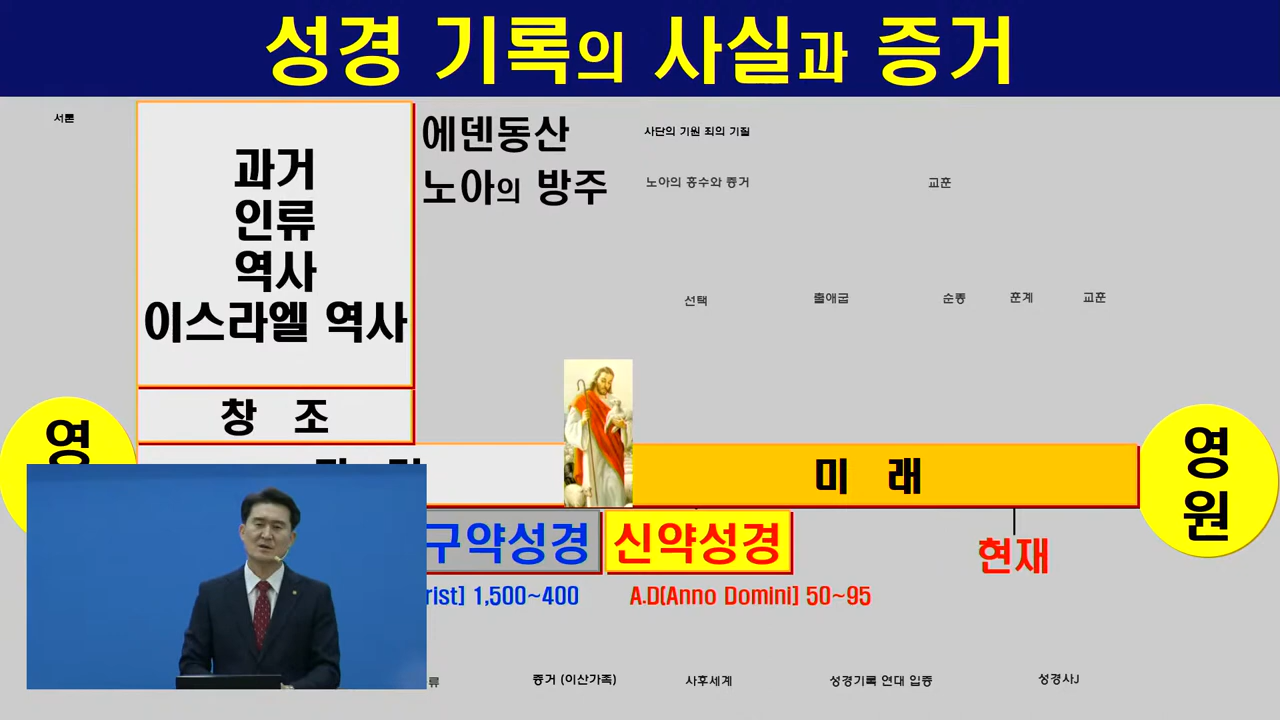 성경 기록의 사실과 증거
서론
과거
인류
역사
이스라엘 역사
에덴동산
노아의 방주
사단의 기원 죄의 기질
노아의 홍수와 증거
교훈
선택
출애굽
순종
훈계
교훈
창 조
영
미 래
영
원
구약성경
신약성경
현재
rist] 1,500~400
A.D[Anno Domini] 50~95
류
증거 (이산가족)
사후세계
성경기록 연대 입증
성경사J